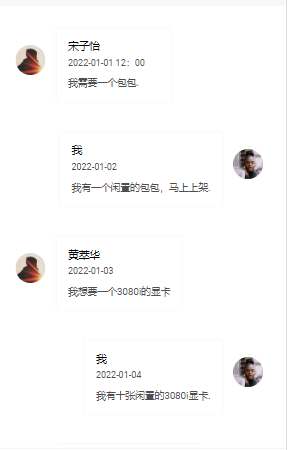 宋子怡
2022-01-01 12：00
我需要一个包包.
我
2022-01-02
我有一个闲置的包包，马上上架.
黄萃华
2022-01-03
我想要一个3080i的显卡
我
2022-01-04
我有十张闲置的3080i显卡.